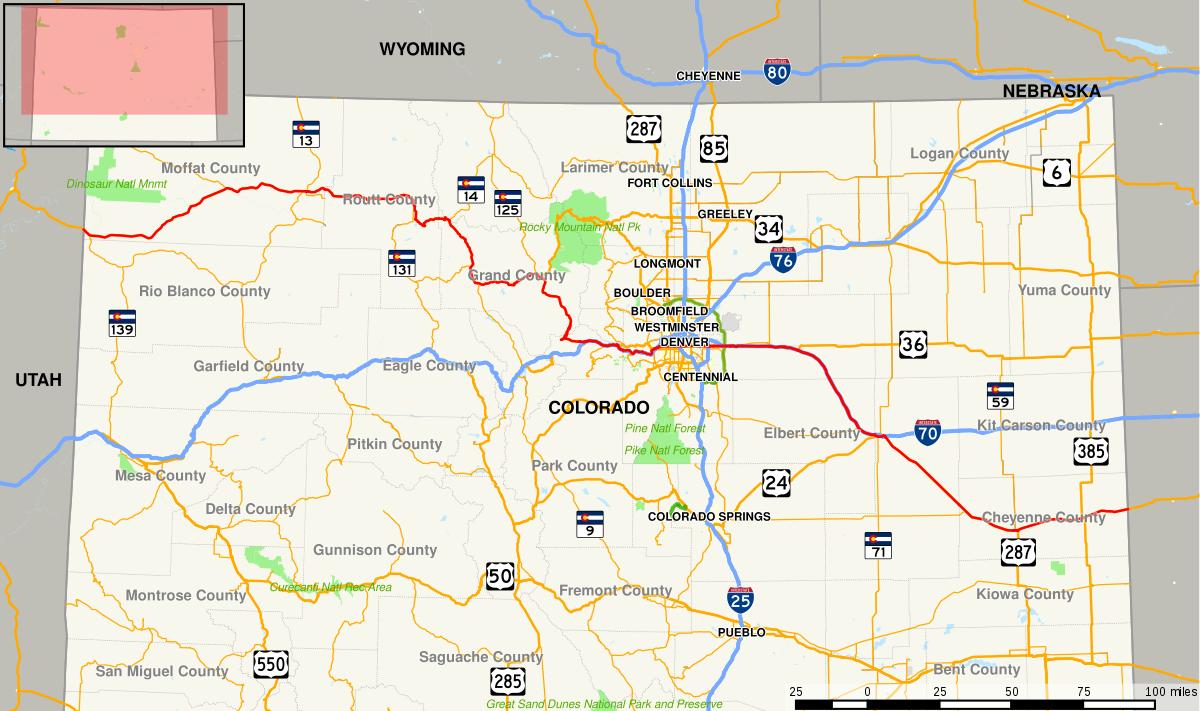 WYOMING
CHEYENNE
80
NEBRASKA
13
287
85
Moffat County
Larimer County
Logan County
6
Dinosaur Natl Mnmt
14
125
FORT COLLINS
Routt County
GREELEY
34
Rocky Mountain Natl Pk
131
76
LONGMONT
Grand County
Rio Blanco County
BOULDER
Yuma County
139
BROOMFIELD
WESTMINSTER
DENVER
36
Garfield County
Eagle County
UTAH
CENTENNIAL
59
COLORADO
Pine Natl Forest
Kit Carson County
Elbert County
70
Pitkin County
Pike Natl Forest
385
Mesa County
Park County
24
Delta County
COLORADO SPRINGS
Cheyenne County
9
71
Gunnison County
287
50
Curecanti Natl Rec Area
Montrose County
Fremont County
25
Kiowa County
PUEBLO
Saguache County
550
San Miguel County
285
Bent County
25 0 25 50 75 100 miles
Great Sand Dunes National Park and Preserve